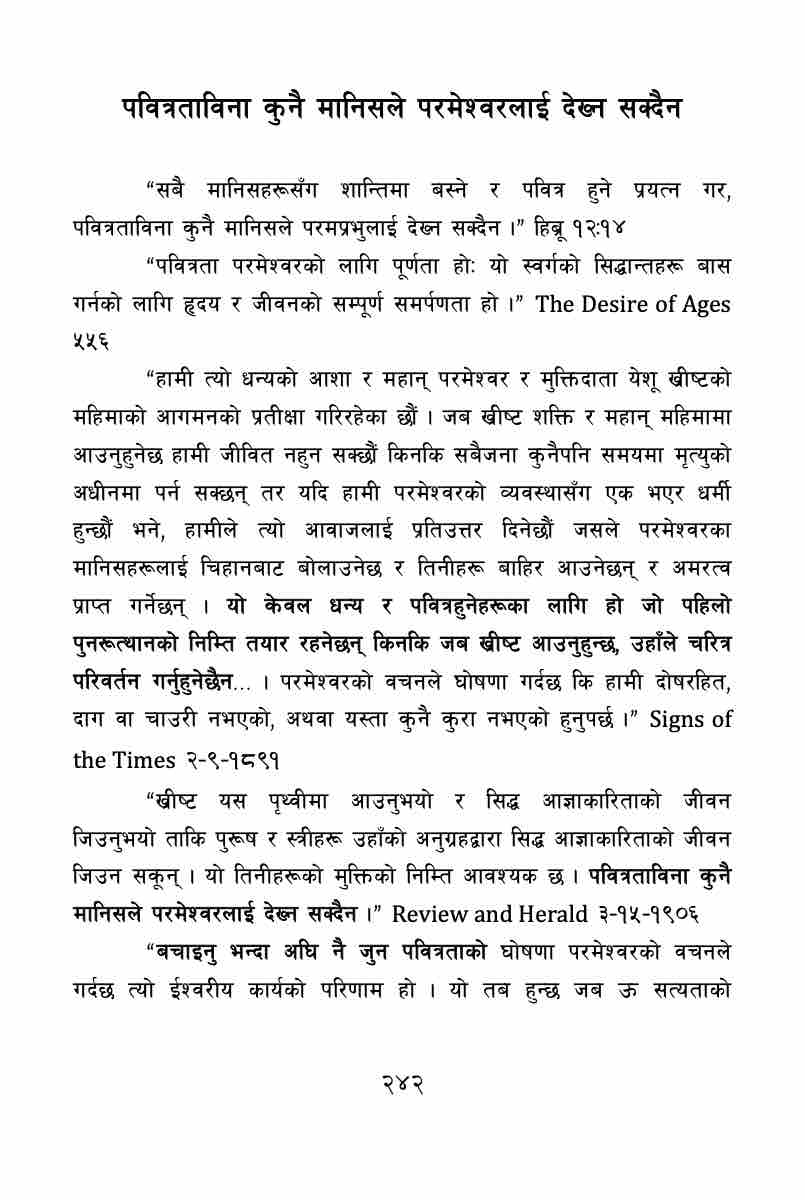 पवित्रताविना कुनै मानिसले परमेश्वरलाई देख्न सक्दैन
“सबै मानिसहरूसँग शान्तिमा बस्ने र पवित्र हुने प्रयत्न गर,
पवित्रताविना कुनै मानिसले परमप्रभुलाई देख्न सक्दैन ।” हिब्रू १२:१४
“पवित्रता परमेश्वरको लागि पूर्णता हो: यो स्वर्गको सिद्धान्तहरू बास
गर्नको लागि हृदय र जीवनको सम्पूर्ण समर्पणता हो ।” The Desire of Ages
५५६
“हामी त्यो धन्यको आशा र महान् परमेश्वर र मुक्तिदाता येशू ख्रीष्टको
महिमाको आगमनको प्रतीक्षा गरिरहेका छौं । जब ख्रीष्ट शक्ति र महान् महिमामा
आउनुहुनेछ हामी जीवित नहुन सक्छौं किनकि सबैजना कुनैपनि समयमा मृत्युको
अधीनमा पर्न सक्छन् तर यदि हामी परमेश्वरको व्यवस्थासँग एक भएर धर्मी
हुन्छौं भने, हामीले त्यो आवाजलाई प्रतिउत्तर दिनेछौं जसले परमेश्वरका
मानिसहरूलाई चिहानबाट बोलाउनेछ र तिनीहरू बाहिर आउनेछन् र अमरत्व
प्राप्त गर्नेछन् । यो केवल धन्य र पवित्रहुनेहरूका लागि हो जो पहिलो
पुनरूत्थानको निम्ति तयार रहनेछन् किनकि जब ख्रीष्ट आउनुहुन्छ, उहाँले चरित्र
परिवर्तन गर्नुहुनेछैन... । परमेश्वरको वचनले घोषणा गर्दछ कि हामी दोषरहित,
दाग वा चाउरी नभएको, अथवा यस्ता कुनै कुरा नभएको हुनुपर्छ ।” Signs of
the Times २-९-१८९१
“ख्रीष्ट यस पृथ्वीमा आउनुभयो र सिद्ध आज्ञाकारिताको जीवन
जिउनुभयो ताकि पुरूष र स्त्रीहरू उहाँको अनुग्रहद्वारा सिद्ध आज्ञाकारिताको जीवन
जिउन सकून् । यो तिनीहरूको मुक्तिको निम्ति आवश्यक छ । पवित्रताविना कुनै
मानिसले परमेश्वरलाई देख्न सक्दैन ।” Review and Herald ३-१५-१९०६
“बचाइनु भन्दा अघि नै जुन पवित्रताको घोषणा परमेश्वरको वचनले
गर्दछ त्यो ईश्वरीय कार्यको परिणाम हो । यो तब हुन्छ जब ऊ सत्यताको
२४२